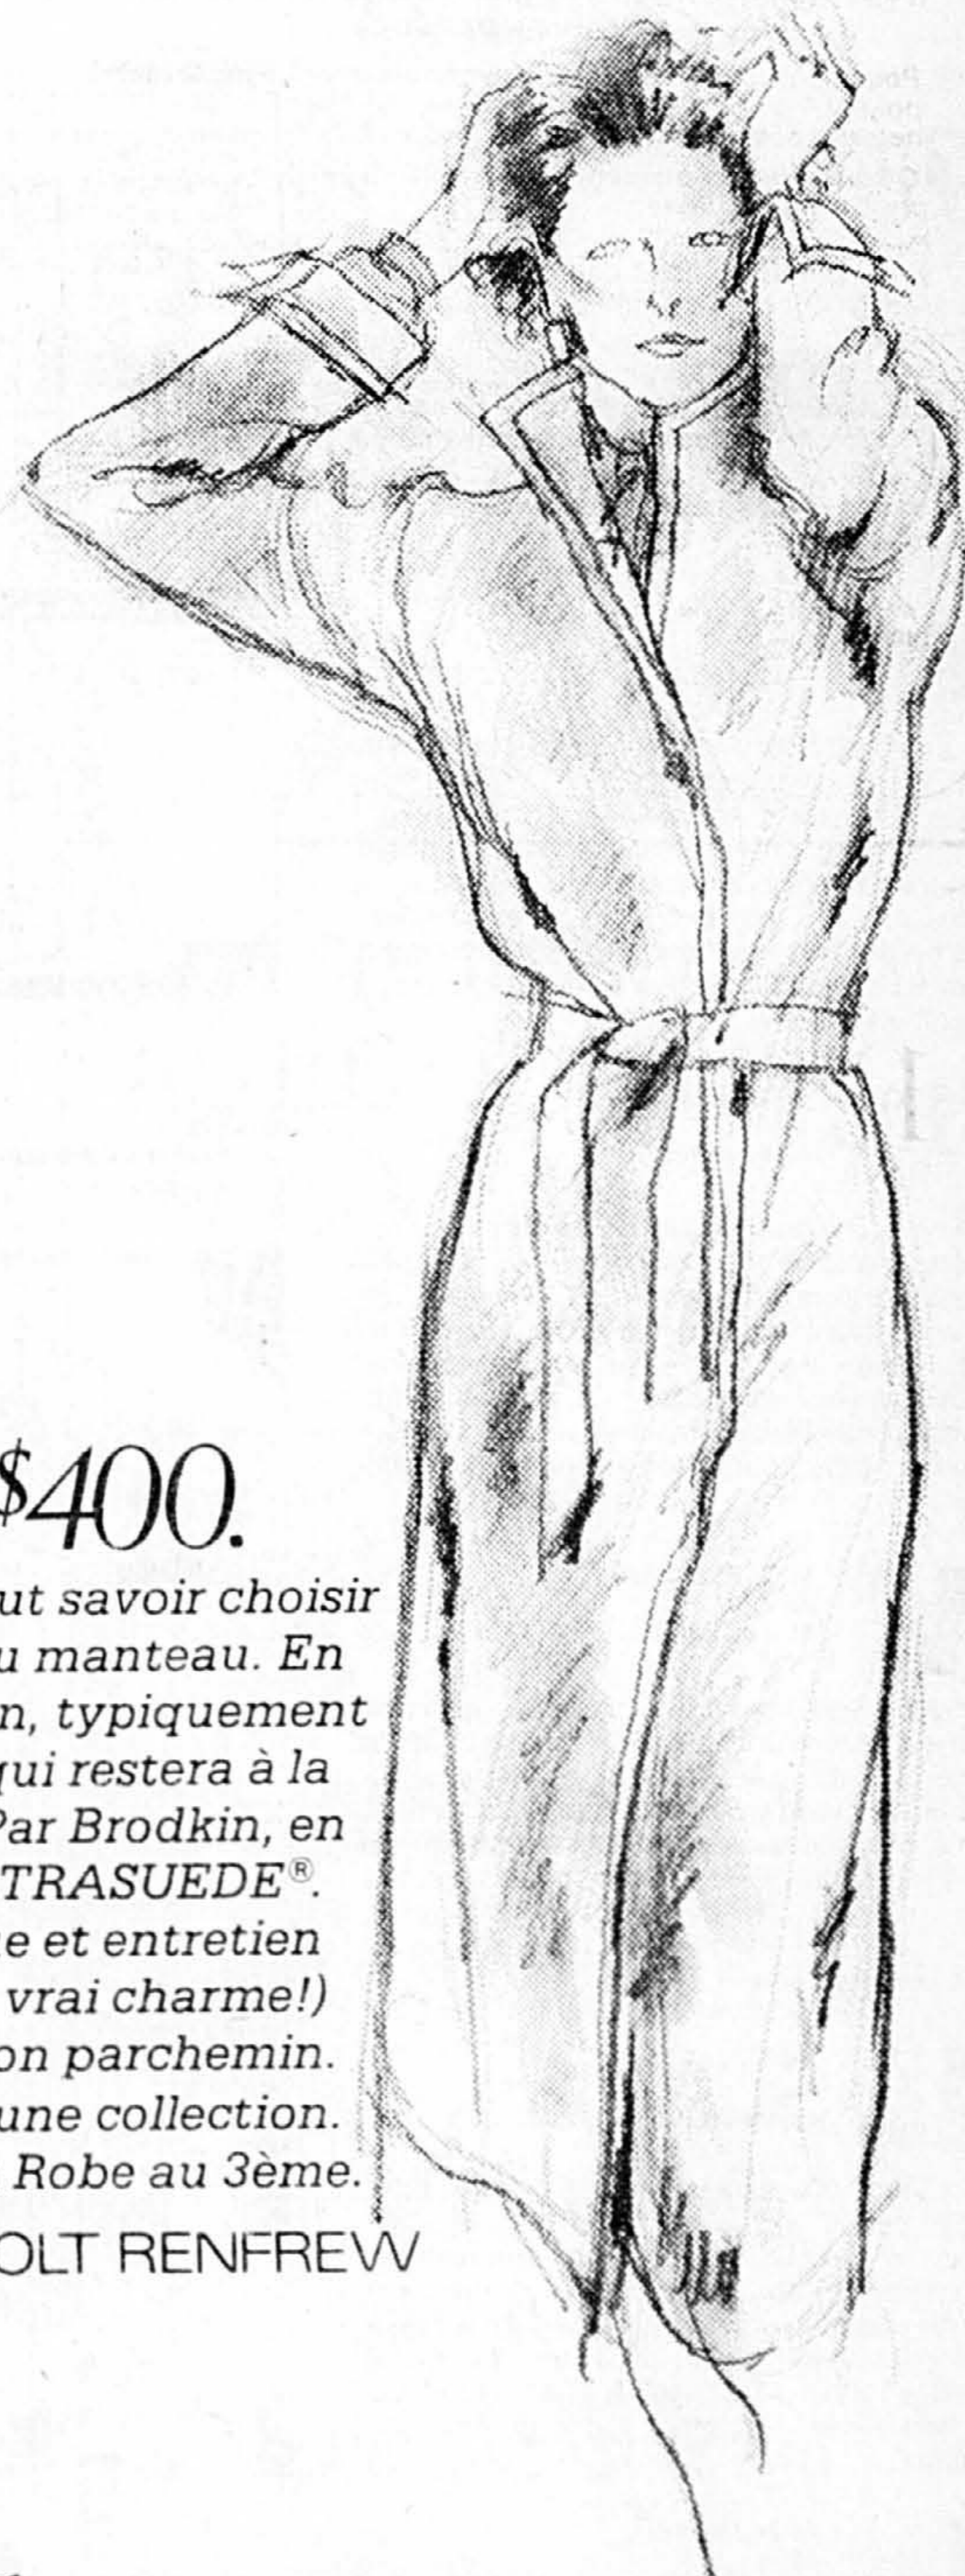 $400.
ut savoir choisir
u manteau. En
n, typiquement
qui restera à la
Par Brodkin, en
TRASUEDE®.
e et entretien
vrai charme!)
on parchemin.
une collection.
Robe au 3ème.
OLT RENFREW